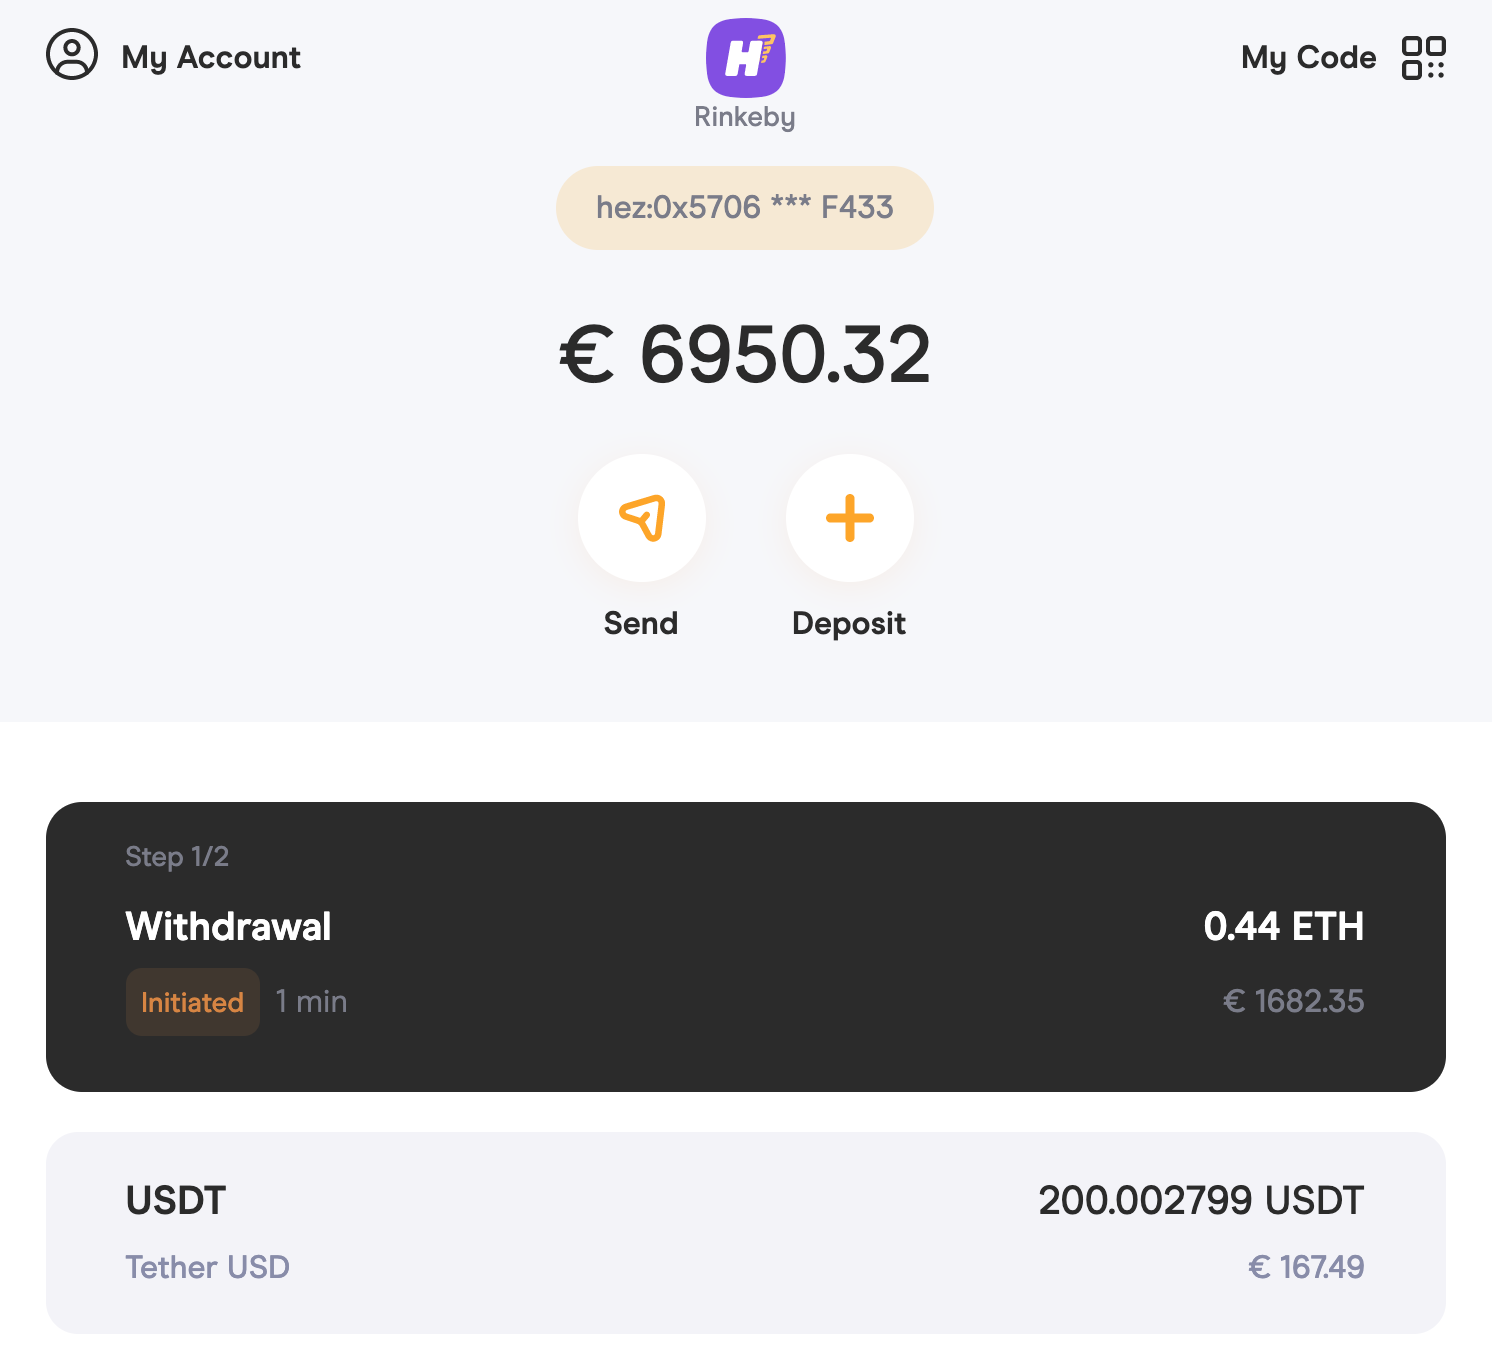 My Account
H
My Code
Rinkeby
hez:0x5706 *** F433
€ 6950.32
Send
Deposit
Step 1/2
Withdrawal
0.44 ETH
Initiated 1 min
€ 1682.35
USDT
200.002799 USDT
Tether USD
€ 167.49